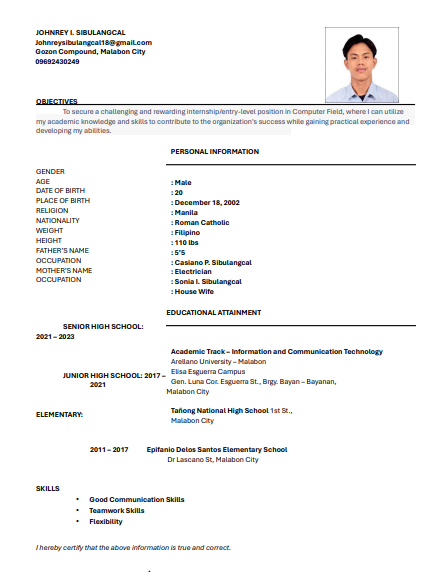 JOHNREY I. SIBULANGCAL
Johnreysibulangcal18@gmail.com
Gozon Compound, Malabon City
09692430249
OBJECTIVES
To secure a challenging and rewarding internship/entry-level position in Computer Field, where I can utilize
my academic knowledge and skills to contribute to the organization's success while gaining practical experience and
developing my abilities.
PERSONAL INFORMATION
GENDER
: Male
AGE
: 20
DATE OF BIRTH
: December 18, 2002
PLACE OF BIRTH
: Manila
RELIGION
: Roman Catholic
NATIONALITY
: Filipino
WEIGHT
: 110 lbs
HEIGHT
: 5'5
FATHER'S NAME
: Casiano P. Sibulangcal
OCCUPATION
: Electrician
MOTHER'S NAME
: Sonia I. Sibulangcal
OCCUPATION
: House Wife
EDUCATIONAL ATTAINMENT
SENIOR HIGH SCHOOL:
2021 – 2023
Academic Track – Information and Communication Technology
Arellano University – Malabon
Elisa Esguerra Campus
Gen. Luna Cor. Esguerra St., Brgy. Bayan – Bayanan,
Malabon City
JUNIOR HIGH SCHOOL: 2017 –
2021
Tañong National High School 1st St.,
Malabon City
ELEMENTARY:
2011 – 2017 Epifanio Delos Santos Elementary School
Dr Lascano St, Malabon City
SKILLS
• Good Communication Skills
• Teamwork Skills
• Flexibility
I hereby certify that the above information is true and correct.